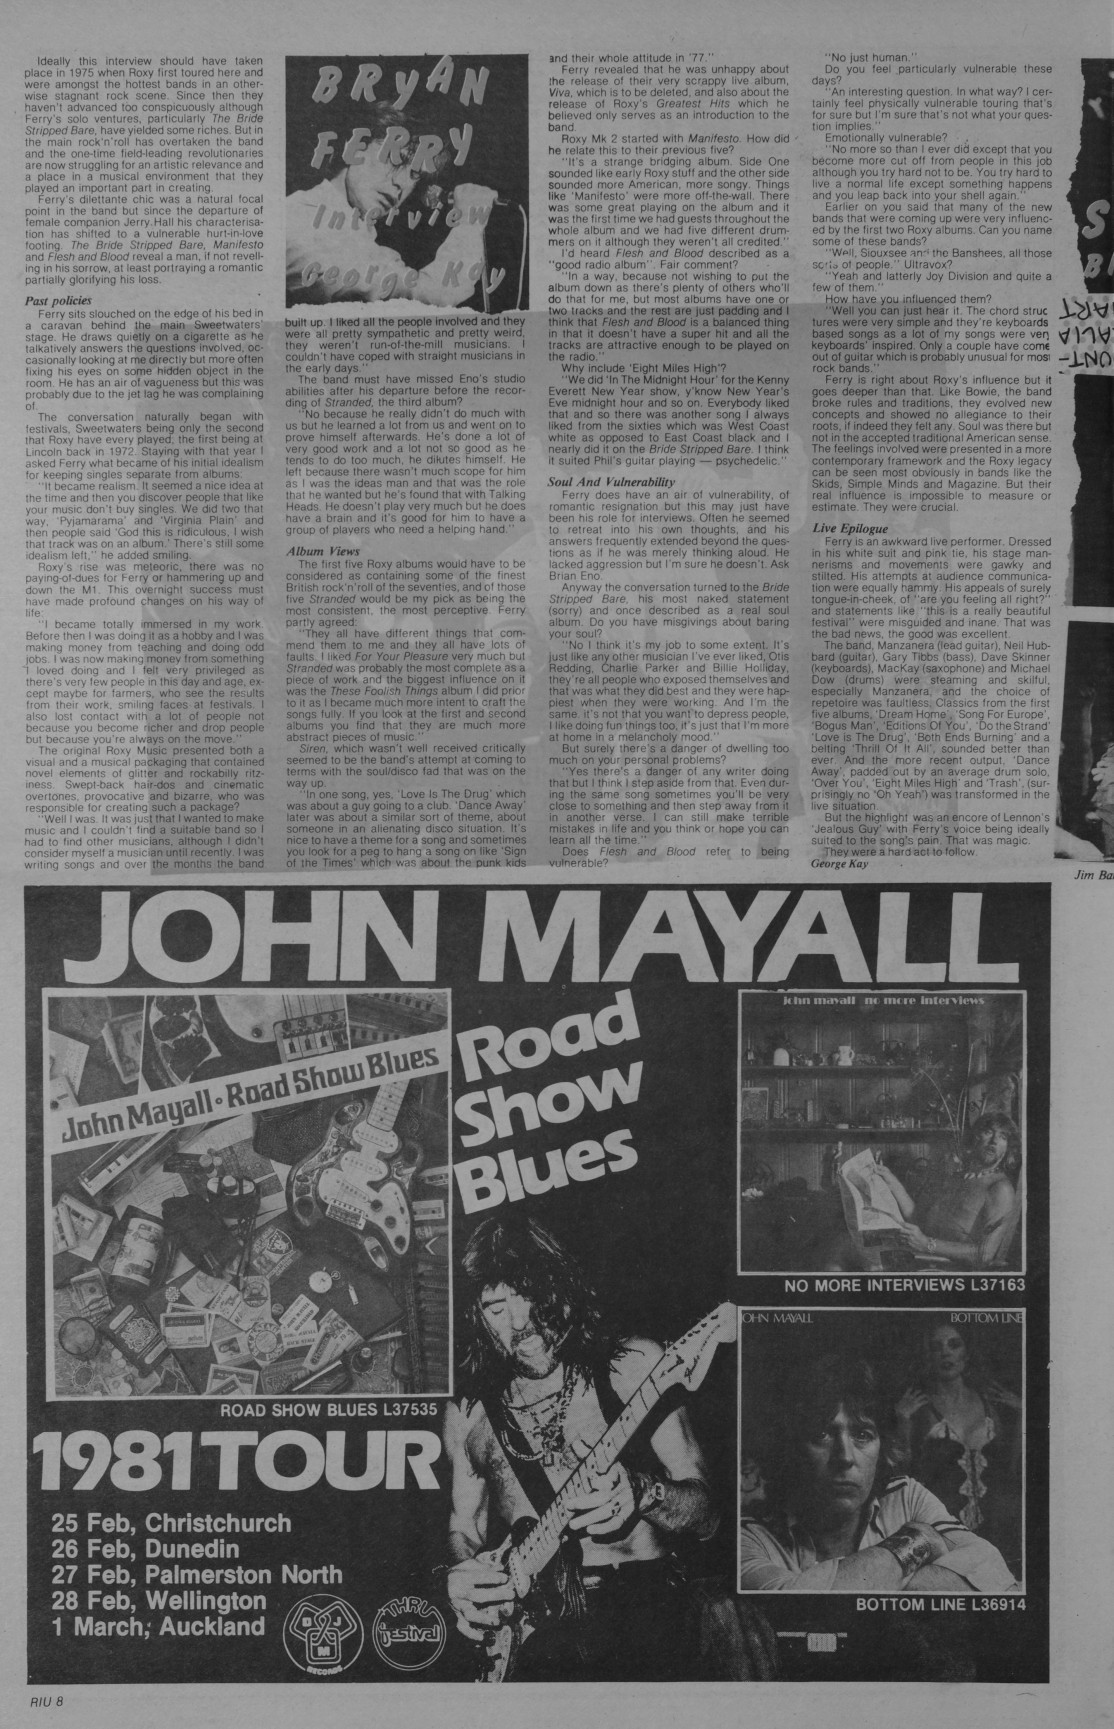 Ideally this interview should have taken
place in 1975 when Roxy first toured here and
were amongst the hottest bands in an other-
wise stagnant rock scene. Since then they
haven't advanced too conspicuously although
Ferry's solo ventures, particularly The Bride
Stripped Bare, have yielded some riches. But in
the main rock'n'roll has overtaken the band
and the one-time field-leading revolutionaries
are now struggling for an artistic relevance and
a place in a musical environment that they
played an important part in creating.
Ferry's dilettante chic was a natural focal
point in the band but since the departure of
female companion Jerry Hall his characterisa-
tion has shifted to a vulnerable hurt-in-love
footing. The Bride Stripped Bare, Manifesto
and Flesh and Blood reveal a man, if not revell-
ing in his sorrow, at least portraying a romantic
partially glorifying his loss.
Past policies
Ferry sits slouched on the edge of his bed in
a caravan behind the main Sweetwaters'
stage. He draws quietly on a cigarette as he
talkatively answers the questions involved, oc-
casionally looking at me directly but more often
fixing his eyes on some hidden object in the
room. He has an air of vagueness but this was
probably due to the jet lag he was complaining
of.
The conversation naturally began with
festivals, Sweetwaters being only the second
that Roxy have every played, the first being at
Lincoln back in 1972. Staying with that year I
asked Ferry what became of his initial idealism
for keeping singles separate from albums.
"It became realism. It seemed a nice idea at
the time and then you discover people that like
your music don't buy singles. We did two that
way, 'Pyjamarama' and 'Virginia Plain' and
then people said 'God this is ridiculous, I wish
that track was on an album.' There's still some
idealism left," he added smiling.
Roxy's rise was meteoric, there was no
paying-of-dues for Ferry or hammering up and
down the M1. This overnight success must
have made profound changes on his way of
life.
"I became totally immersed in my work.
Before then I was doing it as a hobby and I was
making money from teaching and doing odd
jobs. I was now making money from something
I loved doing and I felt very privileged as
there's very few people in this day and age, ex-
cept maybe for farmers, who see the results
from their work, smiling faces at festivals. I
also lost contact with a lot of people not
because you become richer and drop people
but because you're always on the move."
The original Roxy Music presented both a
visual and a musical packaging that contained
novel elements of glitter and rockabilly ritz-
iness. Swept-back hair-dos and cinematic
overtones, provocative and bizarre, who was
responsible for creating such a package?
"Well I was. It was just that I wanted to make
music and I couldn't find a suitable band so I
had to find other musicians, although I didn't
consider myself a musician until recently. I was
writing songs and over the months the band
BRYAN
FERRY
Interview
George Kay
built up. I liked all the people involved and they
were all pretty sympathetic and pretty weird,
they weren't run-of-the-mill musicians. I
couldn't have coped with straight musicians in
the early days."
The band must have missed Eno's studio
abilities after his departure before the recor-
ding of Stranded, the third album?
"No because he really didn't do much with
us but he learned a lot from us and went on to
prove himself afterwards. He's done a lot of
very good work and a lot not so good as he
tends to do too much, he dilutes himself. He
left because there wasn't much scope for him
as I was the ideas man and that was the role
that he wanted but he's found that with Talking
Heads. He doesn't play very much but he does
have a brain and it's good for him to have a
group of players who need a helping hand."
Album Views
The first five Roxy albums would have to be
considered as containing some of the finest
British rock'n'roll of the seventies, and of those
five Stranded would be my pick as being the
most consistent, the most perceptive. Ferry
partly agreed:
"They all have different things that com-
mend them to me and they all have lots of
faults. I liked For Your Pleasure very much but
Stranded was probably the most complete as a
piece of work and the biggest influence on it
was the These Foolish Things album I did prior
to it as I became much more intent to craft the
songs fully. If you look at the first and second
albums you find that they are much more
abstract pieces of music."
Siren, which wasn't well received critically
seemed to be the band's attempt at coming to
terms with the soul/disco fad that was on the
way up.
"In one song, yes, 'Love Is The Drug' which
was about a guy going to a club. 'Dance Away'
later was about a similar sort of theme, about
someone in an alienating disco situation. It's
nice to have a theme for a song and sometimes
you look for a peg to hang a song on like 'Sign
of the Times' which was about the punk kids
and their whole attitude in '77."
Ferry revealed that he was unhappy about
the release of their very scrappy live album,
Viva, which is to be deleted, and also about the
release of Roxy's Greatest Hits which he
believed only serves as an introduction to the
band.
Roxy Mk 2 started with Manifesto. How did
he relate this to their previous five?
"It's a strange bridging album. Side One
sounded like early Roxy stuff and the other side
sounded more American, more songy. Things
like 'Manifesto' were more off-the-wall. There
was some great playing on the album and it
was the first time we had guests throughout the
whole album and we had five different drum-
mers on it although they weren't all credited."
I'd heard Flesh and Blood described as a
"good radio album". Fair comment?
"In a way, because not wishing to put the
album down as there's plenty of others who'll
do that for me, but most albums have one or
two tracks and the rest are just padding and I
think that Flesh and Blood is a balanced thing
in that it doesn't have a super hit and all the
tracks are attractive enough to be played on
the radio."
Why include 'Eight Miles High'?
"We did 'In The Midnight Hour' for the Kenny
Everett New Year show, y'know New Year's
Eve midnight hour and so on. Everybody liked
that and so there was another song I always
liked from the sixties which was West Coast
white as opposed to East Coast black and I
nearly did it on the Bride Stripped Bare. I think
it suited Phil's guitar playing — psychedelic."
Soul And Vulnerability
Ferry does have an air of vulnerability, of
romantic resignation but this may just have
been his role for interviews. Often he seemed
to retreat into his own thoughts, and his
answers frequently extended beyond the ques-
tions as if he was merely thinking aloud. He
lacked aggression but I'm sure he doesn't. Ask
Brian Eno.
Anyway the conversation turned to the Bride
Stripped Bare, his most naked statement
(sorry) and once described as a real soul
album. Do you have misgivings about baring
your soul?
"No I think it's my job to some extent. It's
just like any other musician I've ever liked, Otis
Redding, Charlie Parker and Billie Holliday,
they're all people who exposed themselves and
that was what they did best and they were hap-
piest when they were working. And I'm the
same. it's not that you want to depress people,
I like doing fun things too, it's just that I'm more
at home in a melancholy mood."
But surely there's a danger of dwelling too
much on your personal problems?
"Yes there's a danger of any writer doing
that but I think I step aside from that. Even dur-
ing the same song sometimes you'll be very
close to something and then step away from it
in another verse. I can still make terrible
mistakes in life and you think or hope you can
learn all the time."
Does Flesh and Blood refer to being
vulnerable?
"No just human."
Do you feel particularly vulnerable these
days?
"An interesting question. In what way? I cer-
tainly feel physically vulnerable touring that's
for sure but I'm sure that's not what your ques-
tion implies."
Emotionally vulnerable?
"No more so than I ever did except that you
become more cut off from people in this job
although you try hard not to be. You try hard to
live a normal life except something happens
and you leap back into your shell again."
Earlier on you said that many of the new
bands that were coming up were very influenc-
ed by the first two Roxy albums. Can you name
some of these bands?
"Well, Siouxsee and the Banshees, all those
sorts of people." Ultravox?
"Yeah and latterly Joy Division and quite a
few of them."
How have you influenced them?
"Well you can just hear it. The chord struc
tures were very simple and they're keyboards
based songs as a lot of my songs were very
keyboards' inspired. Only a couple have come
out of guitar which is probably unusual for most
rock bands."
Ferry is right about Roxy's influence but it
goes deeper than that. Like Bowie, the band
broke rules and traditions, they evolved new
concepts and showed no allegiance to their
roots, if indeed they felt any. Soul was there but
not in the accepted traditional American sense.
The feelings involved were presented in a more
contemporary framework and the Roxy legacy
can be seen most obviously in bands like the
Skids, Simple Minds and Magazine. But their
real influence is impossible to measure or
estimate. They were crucial.
Live Epilogue
Ferry is an awkward live performer. Dressed
in his white suit and pink tie, his stage man-
nerisms and movements were gawky and
stilted. His attempts at audience communica-
tion were equally hammy. His appeals of surely
tongue-in-cheek, of "are you feeling all right?"
and statements like "this is a really beautiful
festival" were misguided and inane. That was
the bad news, the good was excellent.
The band, Manzanera (lead guitar), Neil Hub-
bard (guitar), Gary Tibbs (bass), Dave Skinner
(keyboards), MacKay (saxophone) and Michael
Dow (drums) were steaming and skilful,
especially Manzanera, and the choice of
repetoire was faultless. Classics from the first
five albums, 'Dream Home', 'Song For Europe',
'Bogus Man', 'Editions Of You', 'Do the Strand'
'Love is The Drug', 'Both Ends Burning' and a
belting 'Thrill Of It All', sounded better than
ever. And the more recent output, 'Dance
Away', padded out by an average drum solo,
'Over You', 'Eight Miles High' and 'Trash', (sur-
prisingly no "Oh Yeah') was transformed in the
live situation.
But the highlight was an encore of Lennon's
'Jealous Guy' with Ferry's voice being ideally
suited to the song's pain. That was magic.
They were a hard act to follow.
George Kay
Jim Ba
JOHN MAYALL
John Mayall • Road Show Blues
Road
Show
Blues
john mayall no more interviews
NO MORE INTERVIEWS L37163
JOHN MAYALL BOTTOM LINE
ROAD SHOW BLUES L37535
BOTTOM LINE L36914
1981 TOUR
25 Feb, Christchurch
26 Feb, Dunedin
27 Feb, Palmerston North
28 Feb, Wellington
1 March, Auckland
DJM
RECORDS
THRU
festival
RIU 8